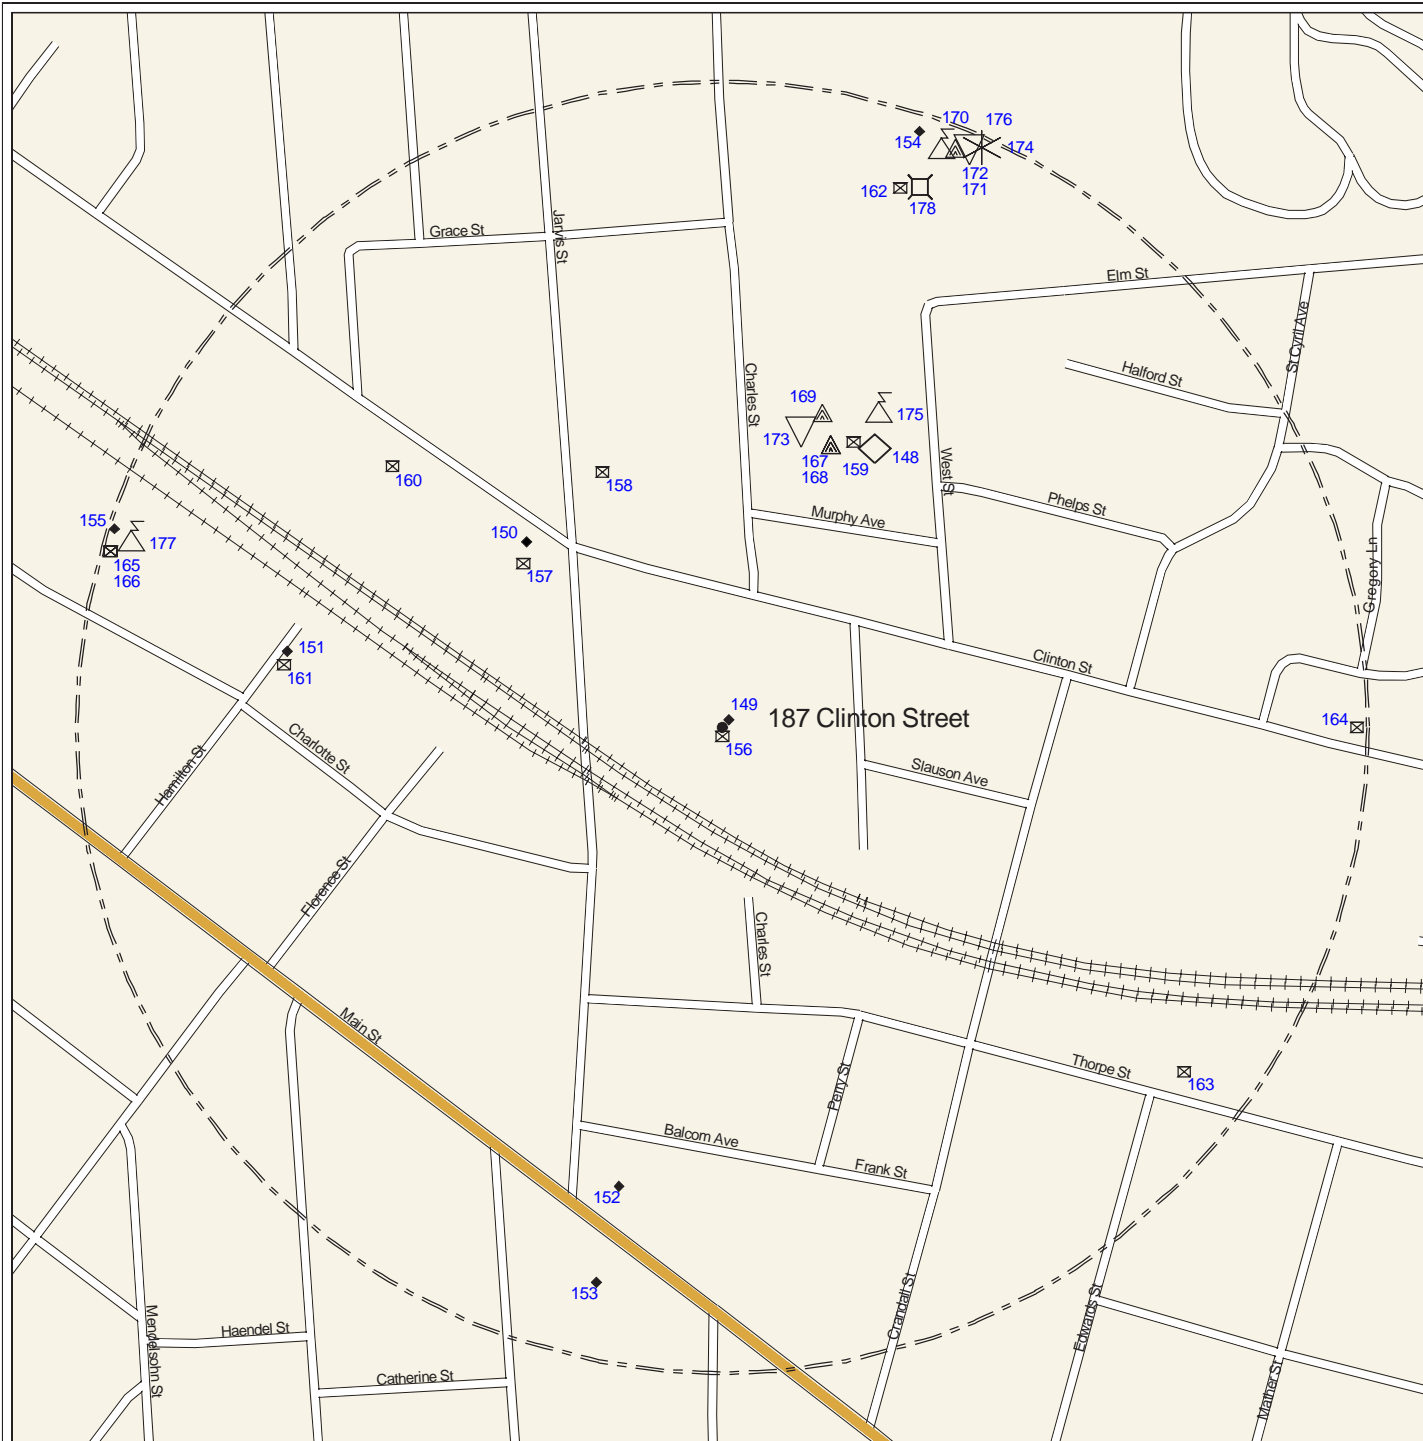 170
176
154
174
172
162
171
178
Jarvis St
Grace St
Elm St
St Cyril Ave
Halford St
Charles St
169
175
173
148
167
159
168
West St
160
158
Phelps St
Murphy Ave
155
177
150
165
166
157
Gregory Ln
151
161
Clinton St
149
187 Clinton Street
156
164
Charlotte St
Hamilton St
Slauson Ave
Florence St
Charles St
Main St
Thorpe St
163
Perry St
Balcom Ave
Frank St
152
153
Crandall St
Edwards St
Mendelsohn St
Haendel St
Catherine St
Mather St